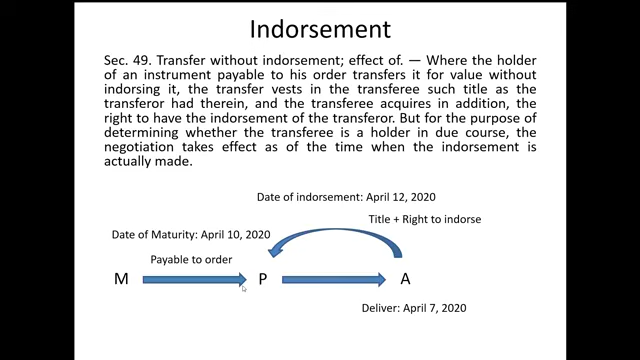 Indorsement
Sec. 49. Transfer without indorsement; effect of. — Where the holder
of an instrument payable to his order transfers it for value without
indorsing it, the transfer vests in the transferee such title as the
transferor had therein, and the transferee acquires in addition, the
right to have the indorsement of the transferor. But for the purpose of
determining whether the transferee is a holder in due course, the
negotiation takes effect as of the time when the indorsement is
actually made.
Date of indorsement: April 12, 2020
Title + Right to indorse
Date of Maturity: April 10, 2020
Payable to order
M P A
Deliver: April 7, 2020